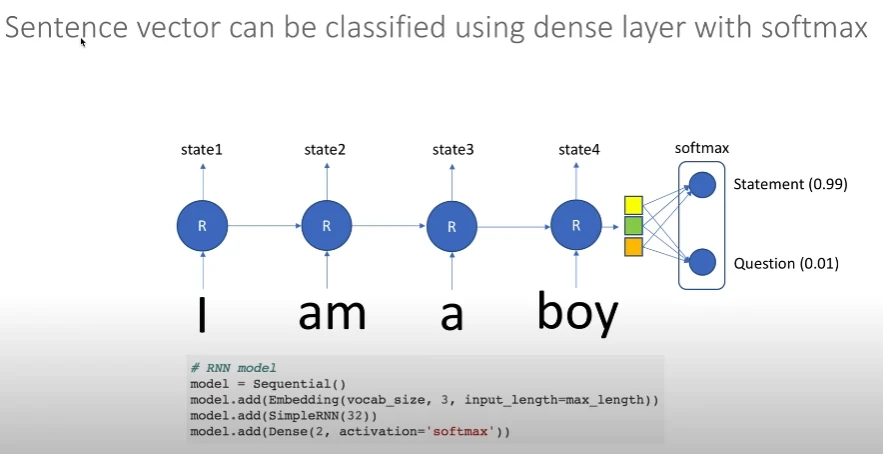 Sentence vector can be classified using dense layer with softmax
state1 state2 state3 state4 softmax
Statement (0.99)
R R R R
Question (0.01)
I am a boy
# RNN model
model = Sequential()
model.add(Embedding(vocab_size, 3, input_length=max_length))
model.add(SimpleRNN(32))
model.add(Dense(2, activation='softmax'))